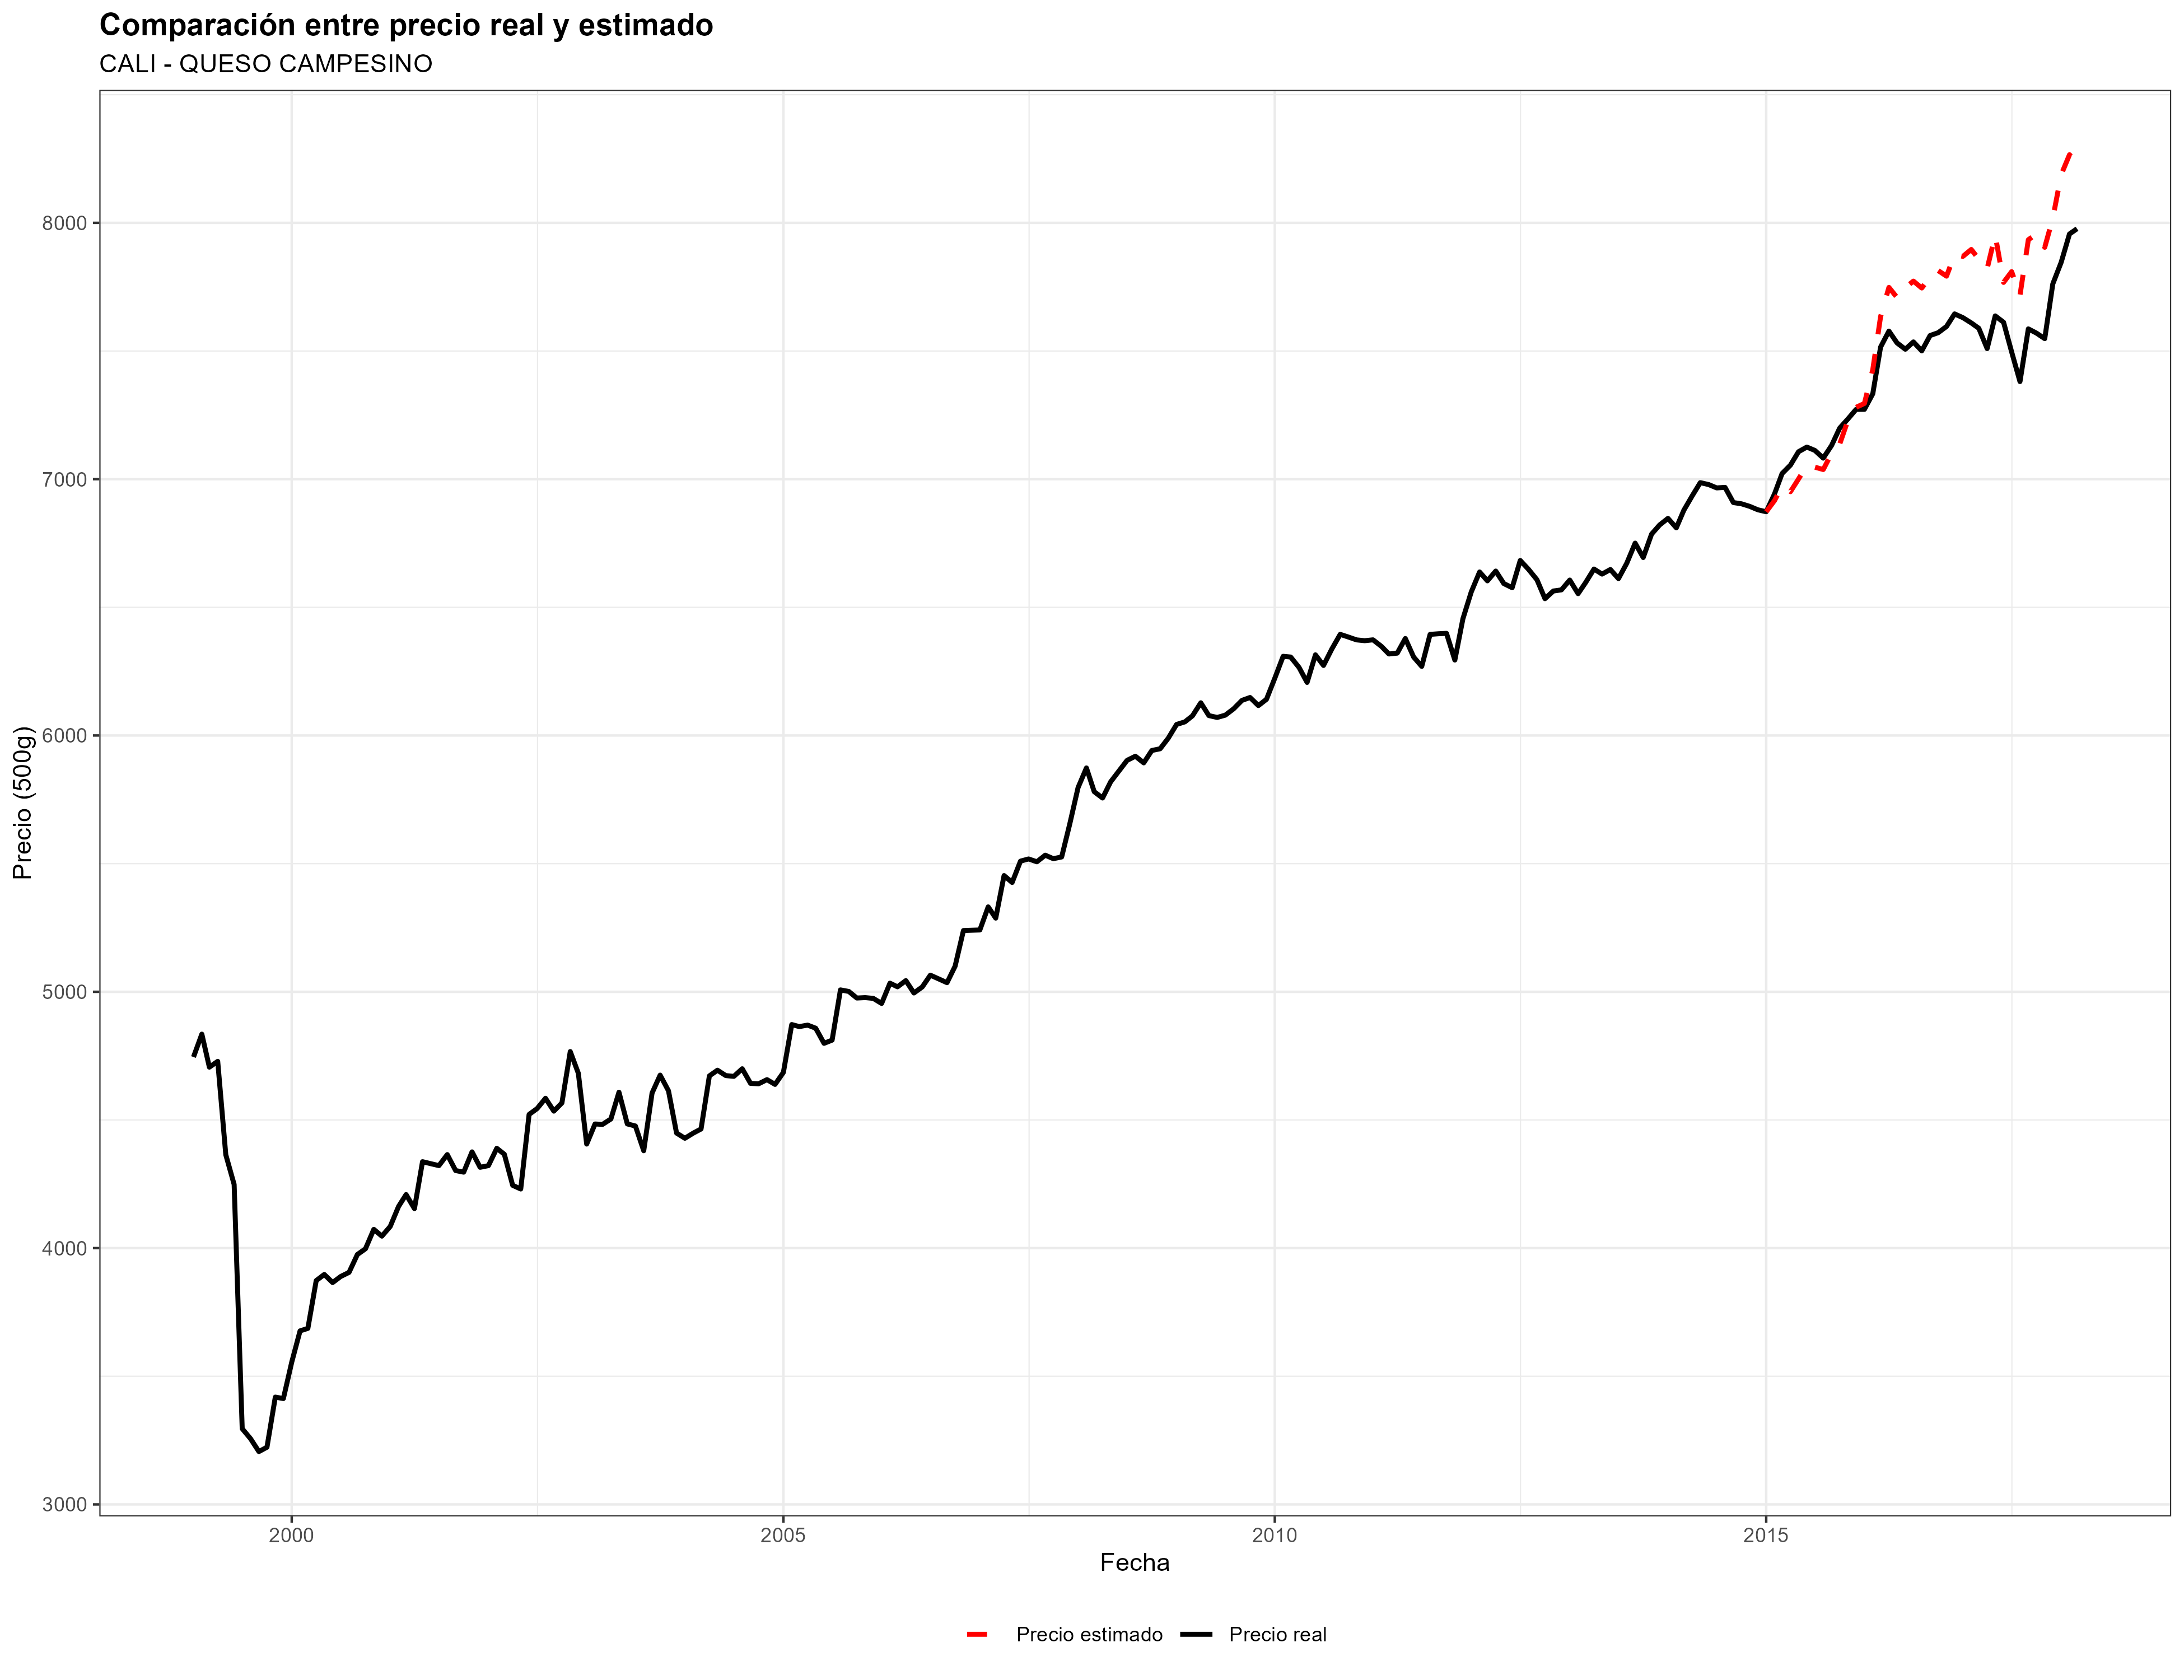 Comparación entre precio real y estimado
CALI - QUESO CAMPESINO
Precio (500g)
8000
7000
6000
5000
4000
3000
2000 2005 2010 2015
Fecha
Precio estimado Precio real